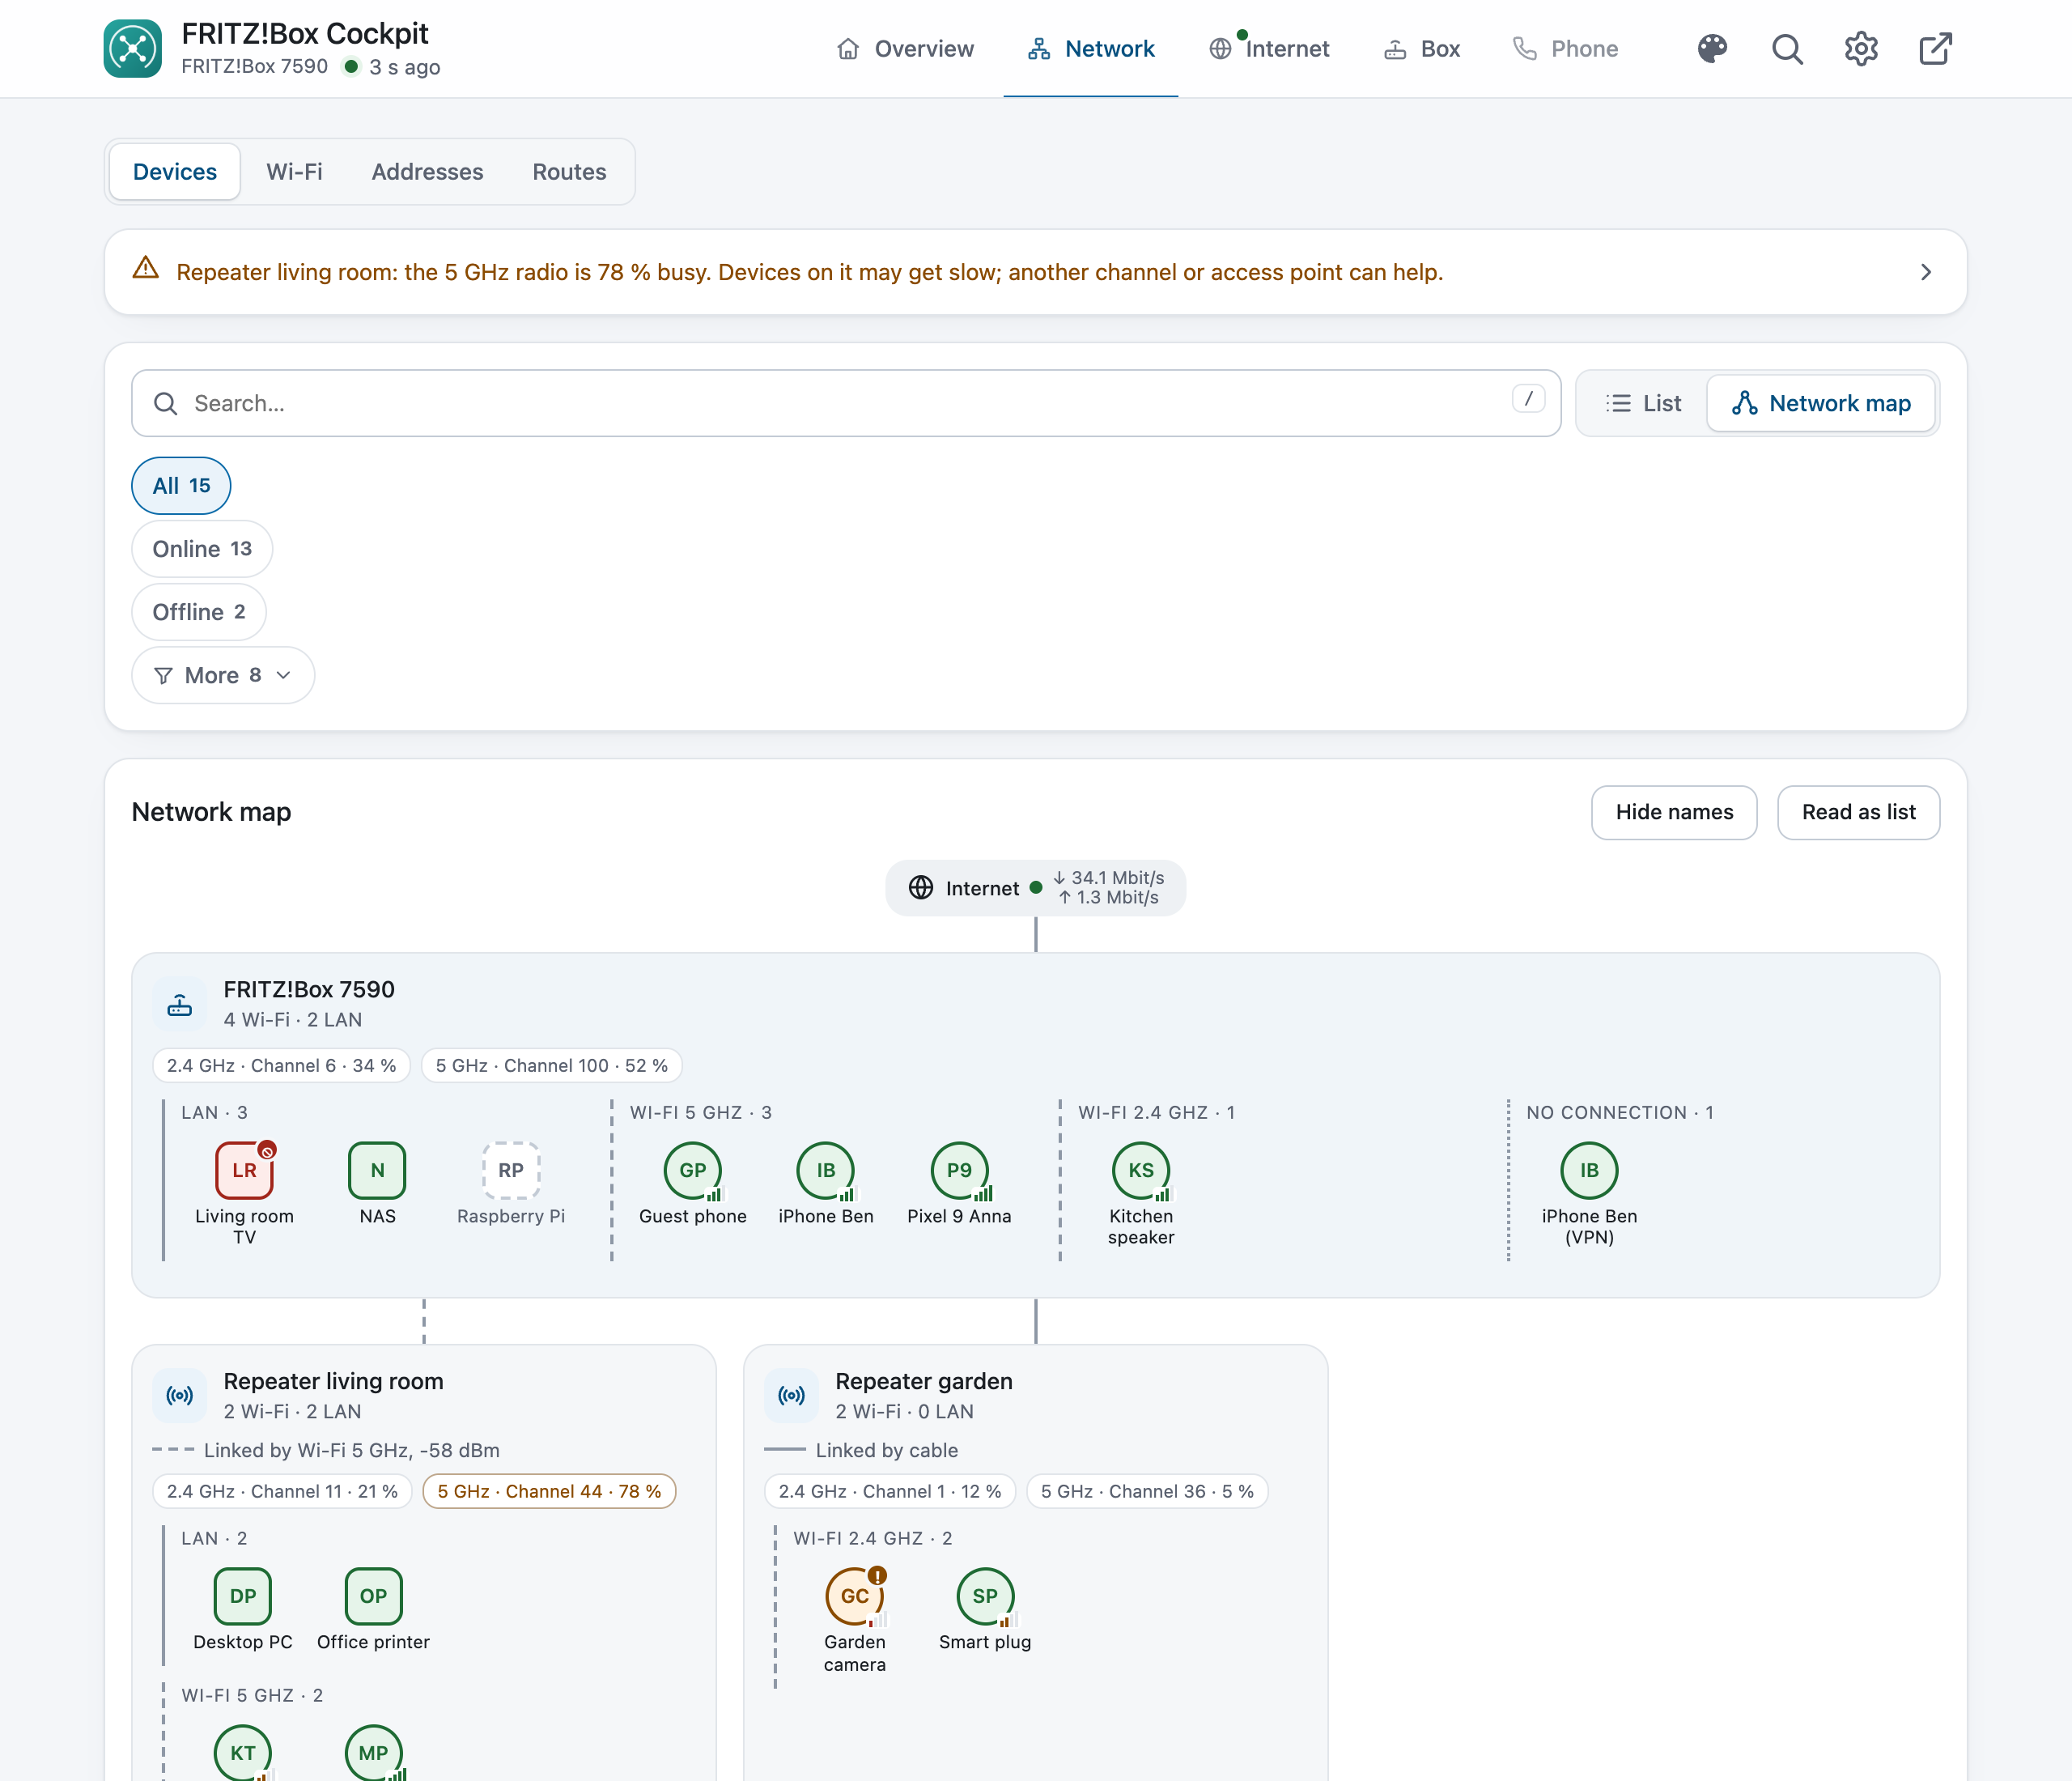 FRITZ!Box Cockpit
FRITZ!Box 7590 3 s ago
Overview
Network
Internet
Box
Phone
Devices
Wi-Fi
Addresses
Routes
Repeater living room: the 5 GHz radio is 78 % busy. Devices on it may get slow; another channel or access point can help.
Search...
/
List
Network map
All 15
Online 13
Offline 2
More 8
Network map
Hide names
Read as list
Internet
↓ 34.1 Mbit/s
↑ 1.3 Mbit/s
FRITZ!Box 7590
4 Wi-Fi · 2 LAN
2.4 GHz · Channel 6 · 34 %
5 GHz · Channel 100 · 52 %
LAN · 3
LR
Living room
TV
N
NAS
RP
Raspberry Pi
WI-FI 5 GHZ · 3
GP
Guest phone
IB
iPhone Ben
P9
Pixel 9 Anna
WI-FI 2.4 GHZ · 1
KS
Kitchen
speaker
NO CONNECTION · 1
IB
iPhone Ben
(VPN)
Repeater living room
2 Wi-Fi · 2 LAN
Linked by Wi-Fi 5 GHz, -58 dBm
2.4 GHz · Channel 11 · 21 %
5 GHz · Channel 44 · 78 %
LAN · 2
DP
Desktop PC
OP
Office printer
WI-FI 5 GHZ · 2
KT
MP
Repeater garden
2 Wi-Fi · 0 LAN
Linked by cable
2.4 GHz · Channel 1 · 12 %
5 GHz · Channel 36 · 5 %
WI-FI 2.4 GHZ · 2
GC
Garden
camera
SP
Smart plug